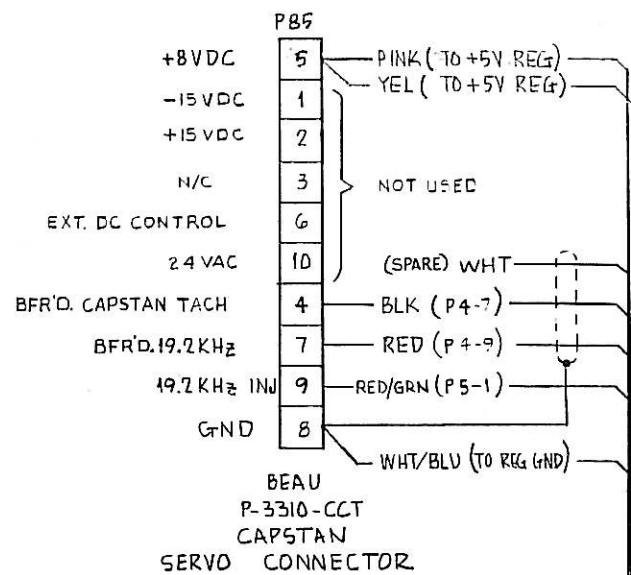 P85
+8VDC 5 PINK (TO +5V REG)
YEL (TO +5V REG)
-15VDC 1
+15VDC 2
N/C 3 NOT USED
EXT. DC CONTROL 6
24VAC 10 (SPARE) WHT
BFR'D. CAPSTAN TACH 4 BLK (P4-7)
BFR'D. 19.2KHz 7 RED (P4-9)
19.2KHz INJ 9 RED/GRN (P5-1)
GND 8
WHT/BLU (TO REG GND)
BEAU
P-3310-CCT
CAPSTAN
SERVO CONNECTOR